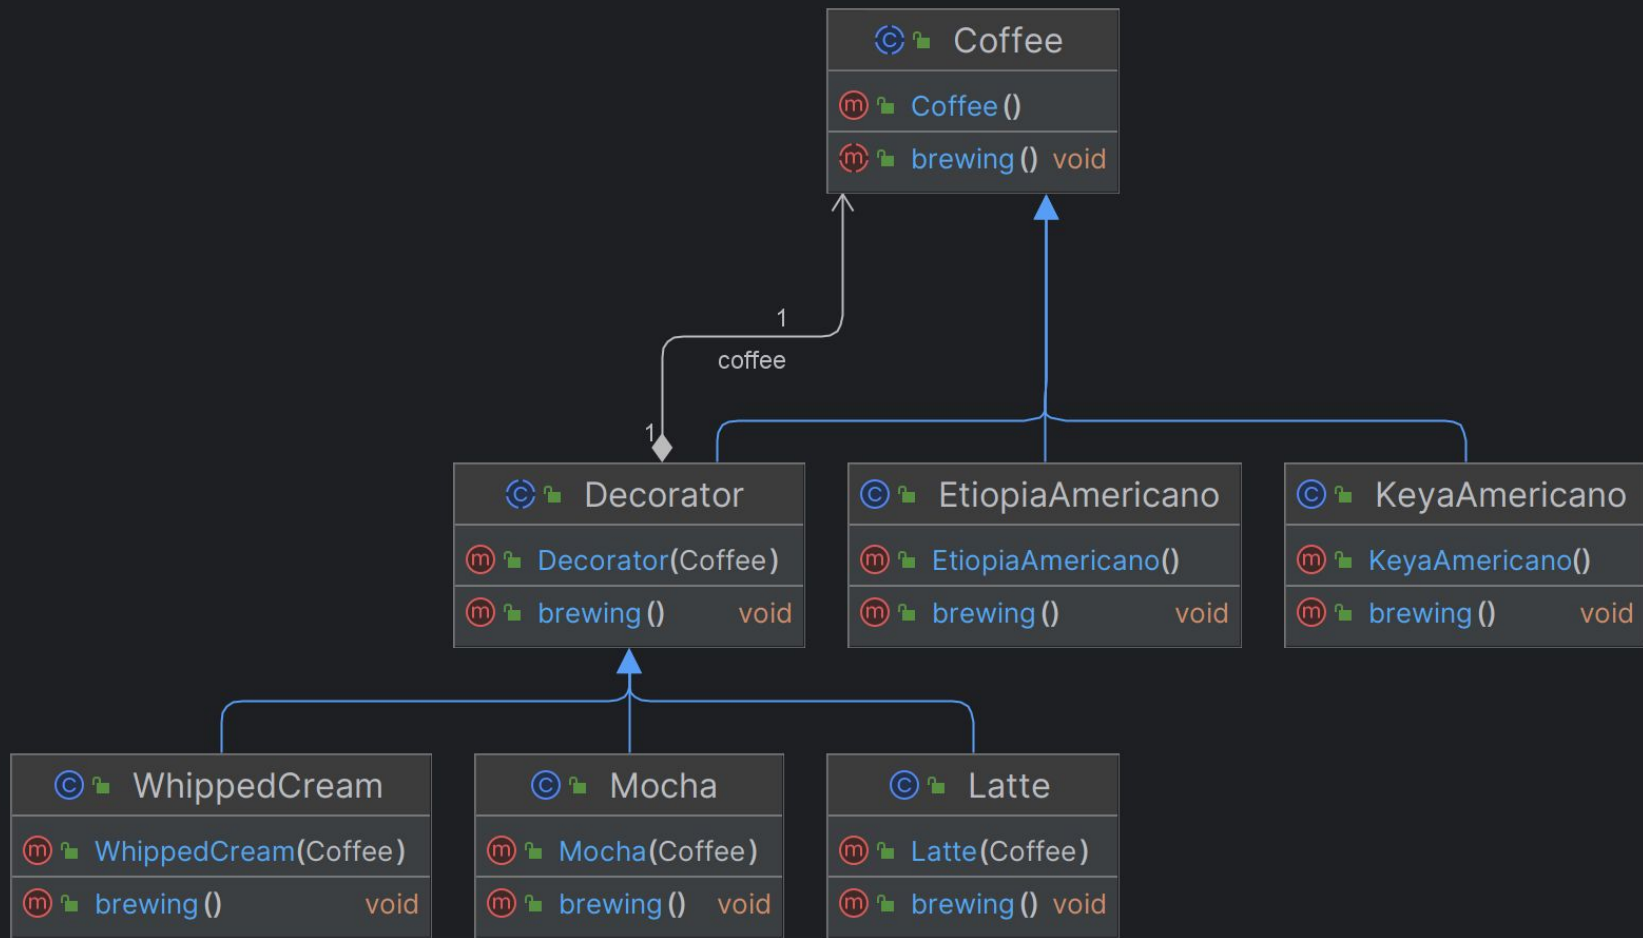 Coffee
Coffee()
brewing() void
1
coffee
1
Decorator
Decorator(Coffee)
brewing() void
EtiopiaAmericano
EtiopiaAmericano()
brewing() void
KeyaAmericano
KeyaAmericano()
brewing() void
WhippedCream
WhippedCream(Coffee)
brewing() void
Mocha
Mocha(Coffee)
brewing() void
Latte
Latte(Coffee)
brewing() void